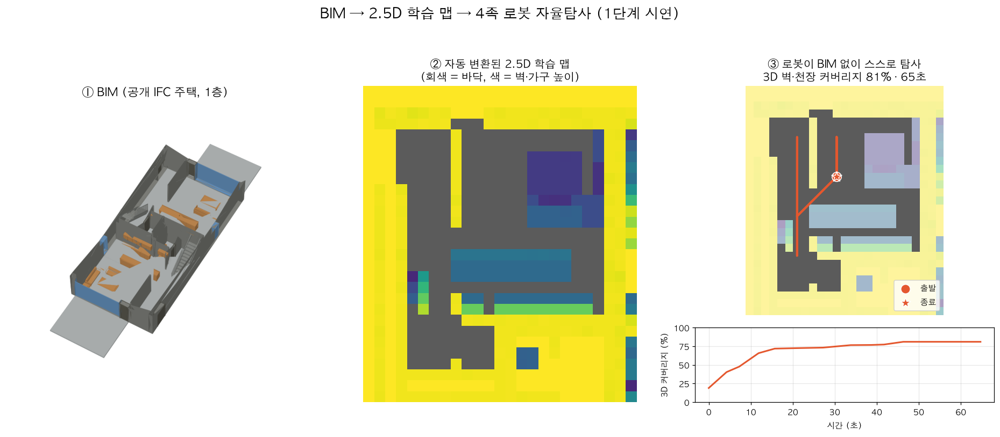 BIM → 2.5D 학습 맵 → 4족 로봇 자율탐사 (1단계 시연)
① BIM (공개 IFC 주택, 1층)
② 자동 변환된 2.5D 학습 맵
(회색 = 바닥, 색 = 벽·가구 높이)
③ 로봇이 BIM 없이 스스로 탐사
3D 벽·천장 커버리지 81% · 65초
출발
종료
3D 커버리지 (%)
100
75
50
25
0
0 10 20 30 40 50 60
시간 (초)